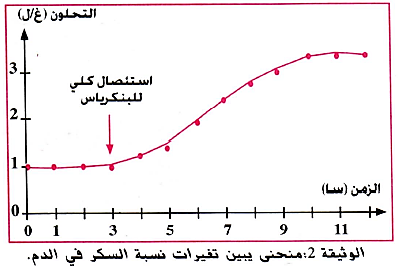 التحلون (غ/ل)
3
استئصال كلي
للبنكرياس
2
1
الزمن (سا)
0
0 1 3 5 7 9 11
الوثيقة 2:منحنى يبين تغيرات نسبة السكر في الدم.